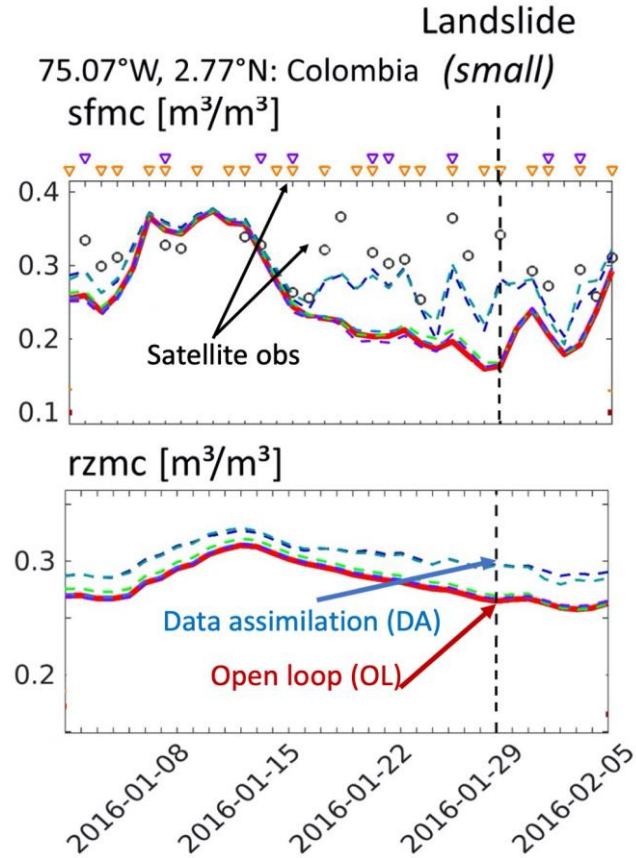 Landslide
75.07°W, 2.77°N: Colombia (small)
sfmc [m³/m³]
0.4
0.3
0.2
0.1
Satellite obs
rzmc [m³/m³]
0.3
0.2
Data assimilation (DA)
Open loop (OL)
2016-01-08
2016-01-15
2016-01-22
2016-01-29
2016-02-05